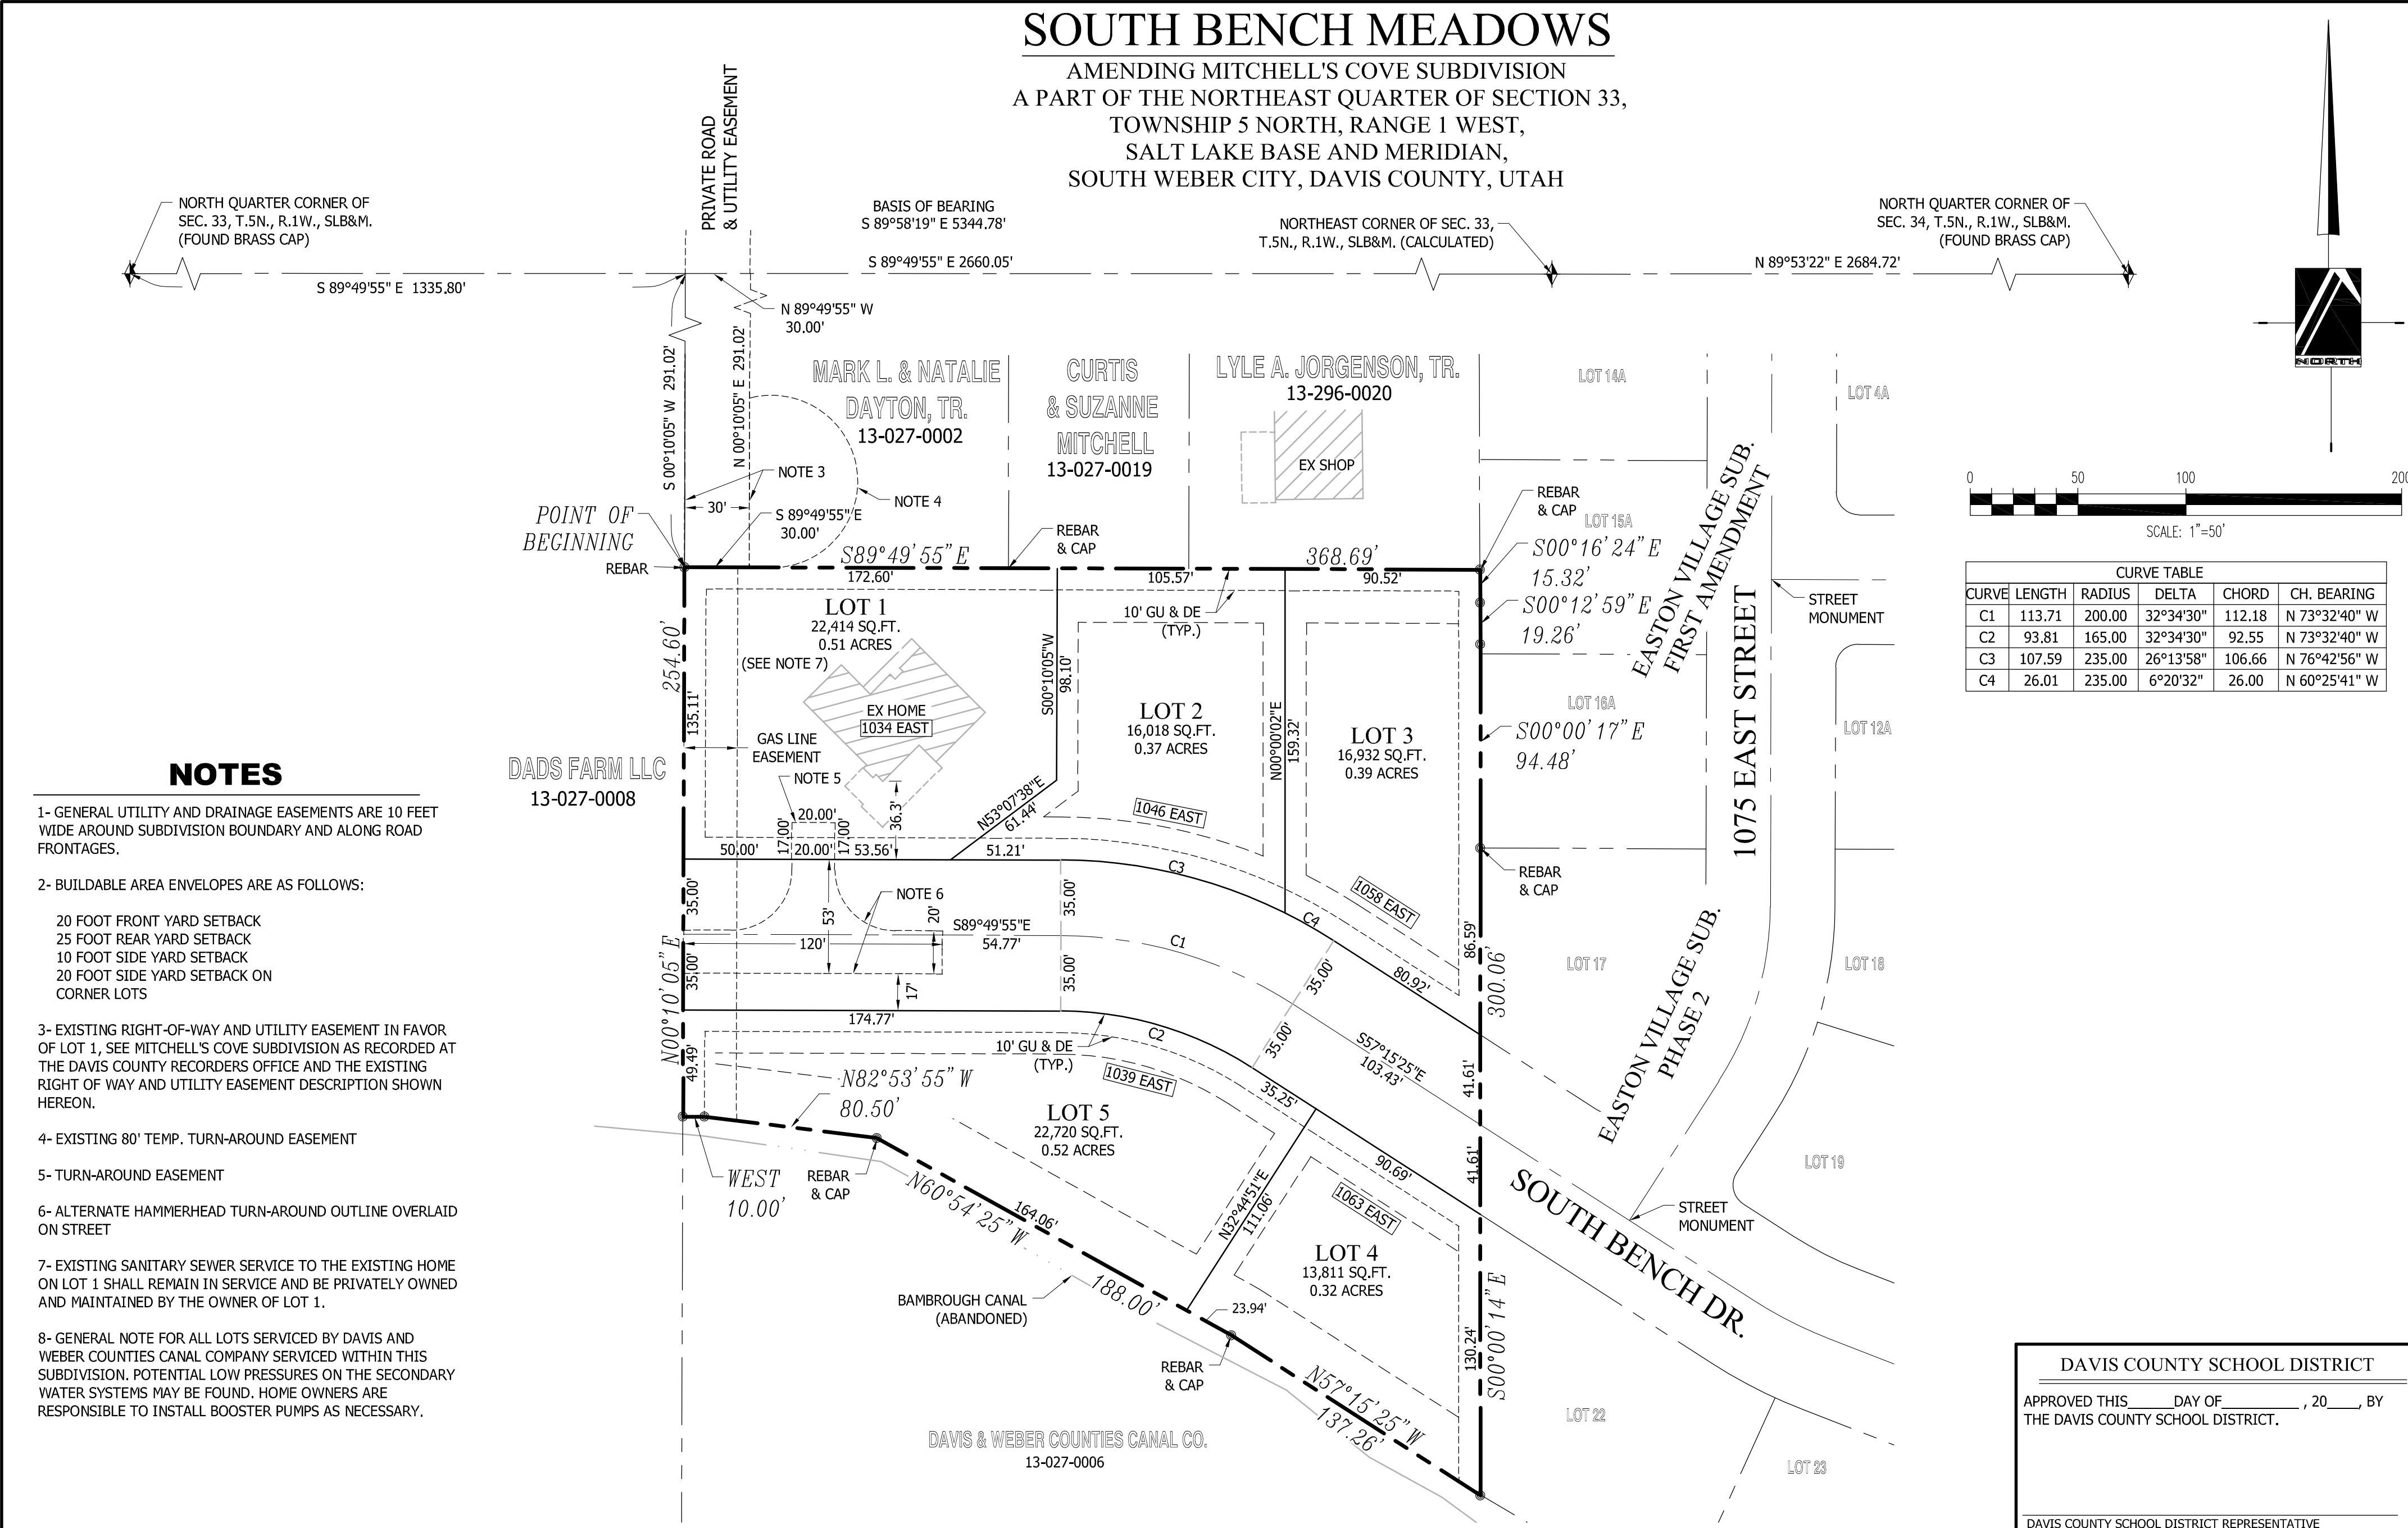 SOUTH BENCH MEADOWS
AMENDING MITCHELL'S COVE SUBDIVISION
A PART OF THE NORTHEAST QUARTER OF SECTION 33,
TOWNSHIP 5 NORTH, RANGE 1 WEST,
SALT LAKE BASE AND MERIDIAN,
SOUTH WEBER CITY, DAVIS COUNTY, UTAH
PRIVATE ROAD
& UTILITY EASEMENT
NORTH QUARTER CORNER OF
SEC. 33, T.5N., R.1W., SLB&M.
(FOUND BRASS CAP)
BASIS OF BEARING
S 89°58'19" E 5344.78'
NORTHEAST CORNER OF SEC. 33,
T.5N., R.1W., SLB&M. (CALCULATED)
NORTH QUARTER CORNER OF
SEC. 34, T.5N., R.1W., SLB&M.
(FOUND BRASS CAP)
S 89°49'55" E 2660.05'
N 89°53'22" E 2684.72'
S 89°49'55" E 1335.80'
N 89°49'55" W
30.00'
S 00°10'05" W 291.02'
N 00°10'05" E 291.02'
NORTH
MARK L. & NATALIE
DAYTON, TR.
13-027-0002
CURTIS
& SUZANNE
MITCHELL
13-027-0019
LYLE A. JORGENSON, TR.
13-296-0020
EX SHOP
LOT 14A
LOT 4A
NOTE 3
NOTE 4
30'
S 89°49'55" E
30.00'
POINT OF
BEGINNING
REBAR
REBAR
& CAP
REBAR
& CAP
LOT 15A
S89°49'55"E
368.69'
172.60'
105.57'
90.52'
S00°16'24"E
15.32'
S00°12'59"E
19.26'
EASTON VILLAGE SUB.
FIRST AMENDMENT
1075 EAST STREET
STREET
MONUMENT
0 50 100 200
SCALE: 1"=50'
CURVE TABLE
CURVE LENGTH RADIUS DELTA CHORD CH. BEARING
C1 113.71 200.00 32°34'30" 112.18 N 73°32'40" W
C2 93.81 165.00 32°34'30" 92.55 N 73°32'40" W
C3 107.59 235.00 26°13'58" 106.66 N 76°42'56" W
C4 26.01 235.00 6°20'32" 26.00 N 60°25'41" W
LOT 1
22,414 SQ.FT.
0.51 ACRES
(SEE NOTE 7)
10' GU & DE
(TYP.)
254.60'
135.11'
S00°10'05"W
98.10'
EX HOME
1034 EAST
GAS LINE
EASEMENT
NOTE 5
LOT 2
16,018 SQ.FT.
0.37 ACRES
N00°00'02"E
159.32'
LOT 3
16,932 SQ.FT.
0.39 ACRES
LOT 16A
S00°00'17"E
94.48'
LOT 12A
DADS FARM LLC
13-027-0008
N53°07'38"E
61.44'
36.3'
1046 EAST
20.00'
17.00'
17.00'
50.00'
20.00'
53.56'
51.21'
C3
1058 EAST
C4
REBAR
& CAP
35.00'
35.00'
NOTE 6
53'
20'
S89°49'55"E
54.77'
120'
C1
86.59'
300.06'
80.92'
LOT 17
LOT 18
N00°10'05"E
35.00'
35.00'
17'
35.00'
35.00'
174.77'
S57°15'25"E
103.43'
EASTON VILLAGE SUB.
PHASE 2
49.49'
10' GU & DE
(TYP.)
C2
1039 EAST
N82°53'55"W
80.50'
LOT 5
22,720 SQ.FT.
0.52 ACRES
35.25'
41.61'
41.61'
WEST
10.00'
REBAR
& CAP
N60°54'25"W
164.06'
188.00'
N32°44'51"E
111.06'
90.69'
1063 EAST
LOT 4
13,811 SQ.FT.
0.32 ACRES
SOUTH BENCH DR.
STREET
MONUMENT
LOT 19
BAMBROUGH CANAL
(ABANDONED)
23.94'
REBAR
& CAP
130.24'
S00°00'14"E
N57°15'25"W
137.26'
LOT 22
LOT 23
DAVIS & WEBER COUNTIES CANAL CO.
13-027-0006
NOTES
1- GENERAL UTILITY AND DRAINAGE EASEMENTS ARE 10 FEET
WIDE AROUND SUBDIVISION BOUNDARY AND ALONG ROAD
FRONTAGES.
2- BUILDABLE AREA ENVELOPES ARE AS FOLLOWS:
20 FOOT FRONT YARD SETBACK
25 FOOT REAR YARD SETBACK
10 FOOT SIDE YARD SETBACK
20 FOOT SIDE YARD SETBACK ON
CORNER LOTS
3- EXISTING RIGHT-OF-WAY AND UTILITY EASEMENT IN FAVOR
OF LOT 1, SEE MITCHELL'S COVE SUBDIVISION AS RECORDED AT
THE DAVIS COUNTY RECORDERS OFFICE AND THE EXISTING
RIGHT OF WAY AND UTILITY EASEMENT DESCRIPTION SHOWN
HEREON.
4- EXISTING 80' TEMP. TURN-AROUND EASEMENT
5- TURN-AROUND EASEMENT
6- ALTERNATE HAMMERHEAD TURN-AROUND OUTLINE OVERLAID
ON STREET
7- EXISTING SANITARY SEWER SERVICE TO THE EXISTING HOME
ON LOT 1 SHALL REMAIN IN SERVICE AND BE PRIVATELY OWNED
AND MAINTAINED BY THE OWNER OF LOT 1.
8- GENERAL NOTE FOR ALL LOTS SERVICED BY DAVIS AND
WEBER COUNTIES CANAL COMPANY SERVICED WITHIN THIS
SUBDIVISION. POTENTIAL LOW PRESSURES ON THE SECONDARY
WATER SYSTEMS MAY BE FOUND. HOME OWNERS ARE
RESPONSIBLE TO INSTALL BOOSTER PUMPS AS NECESSARY.
DAVIS COUNTY SCHOOL DISTRICT
APPROVED THIS______DAY OF__________ , 20____, BY
THE DAVIS COUNTY SCHOOL DISTRICT.
DAVIS COUNTY SCHOOL DISTRICT REPRESENTATIVE